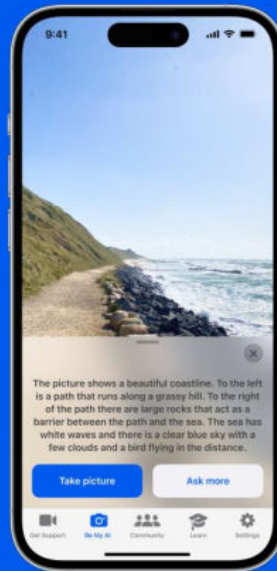 9:41
The picture shows a beautiful coastline. To the left
is a path that runs along a grassy hill. To the right
of the path there are large rocks that act as a
barrier between the path and the sea. The sea has
white waves and there is a clear blue sky with a
few clouds and a bird flying in the distance.
Take picture
Ask more
Get Support
Be My AI
Community
Learn
Settings